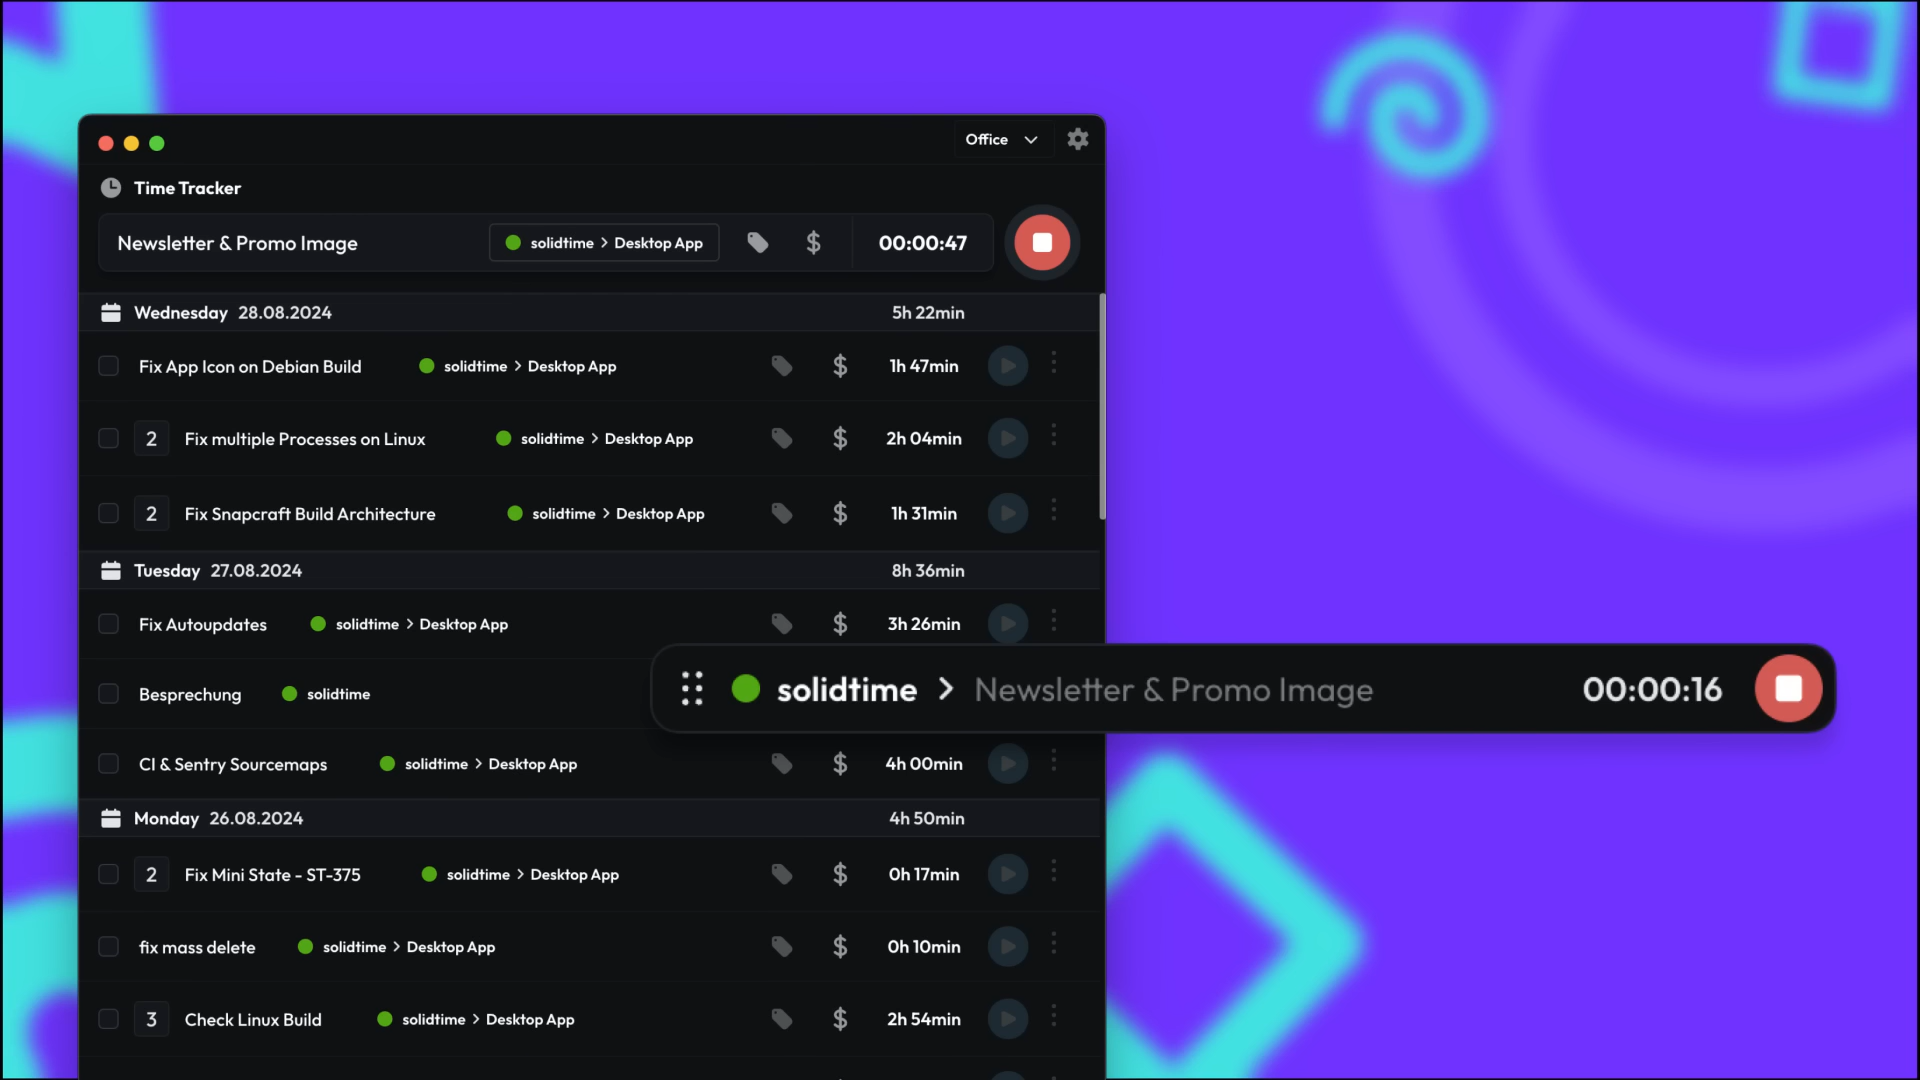 Office
Time Tracker
Newsletter & Promo Image solidtime > Desktop App $ 00:00:47
Wednesday 28.08.2024 5h 22min
Fix App Icon on Debian Build solidtime > Desktop App $ 1h 47min
2 Fix multiple Processes on Linux solidtime > Desktop App $ 2h 04min
2 Fix Snapcraft Build Architecture solidtime > Desktop App $ 1h 31min
Tuesday 27.08.2024 8h 36min
Fix Autoupdates solidtime > Desktop App $ 3h 26min
Besprechung solidtime
solidtime > Newsletter & Promo Image 00:00:16
CI & Sentry Sourcemaps solidtime > Desktop App $ 4h 00min
Monday 26.08.2024 4h 50min
2 Fix Mini State - ST-375 solidtime > Desktop App $ 0h 17min
fix mass delete solidtime > Desktop App $ 0h 10min
3 Check Linux Build solidtime > Desktop App $ 2h 54min